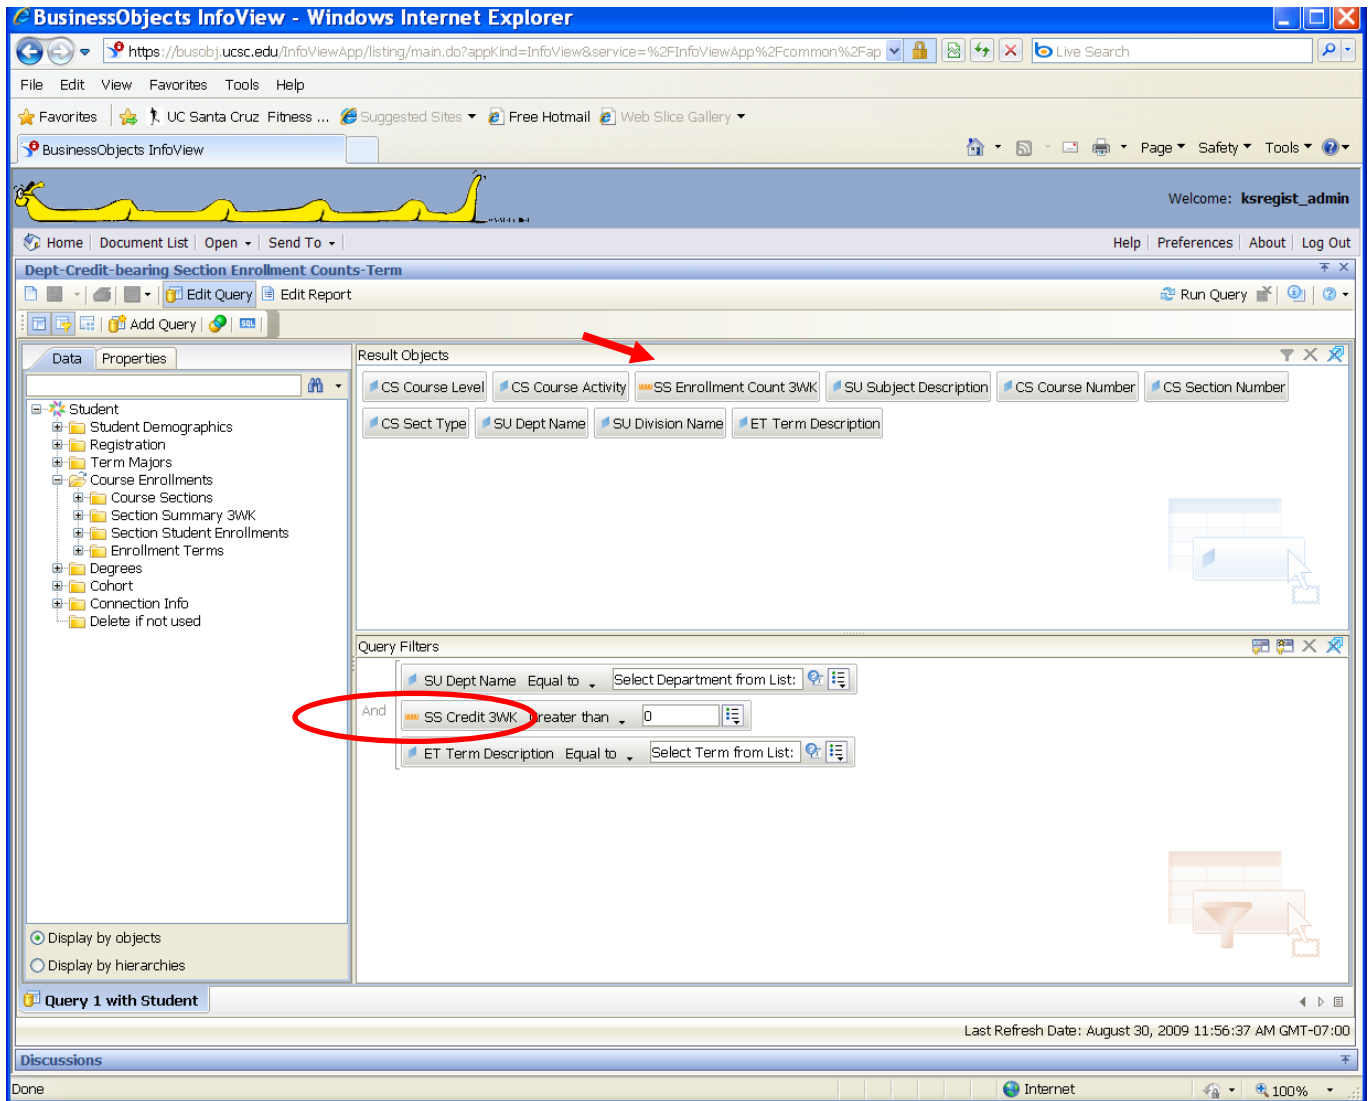 BusinessObjects InfoView - Windows Internet Explorer
https://busobj.ucsc.edu/InfoViewApp/listing/main.do?appKind=InfoView&service=%2FInfoViewApp%2Fcommon%2Fap
Live Search
File Edit View Favorites Tools Help
Favorites UC Santa Cruz Fitness ... Suggested Sites Free Hotmail Web Slice Gallery
BusinessObjects InfoView
Page Safety Tools
Welcome: ksregist_admin
Home Document List Open Send To
Help Preferences About Log Out
Dept-Credit-bearing Section Enrollment Counts-Term
Edit Query Edit Report
Run Query
Add Query SQL
Data Properties
Student
Student Demographics
Registration
Term Majors
Course Enrollments
Course Sections
Section Summary 3WK
Section Student Enrollments
Enrollment Terms
Degrees
Cohort
Connection Info
Delete if not used
Display by objects
Display by hierarchies
Result Objects
CS Course Level CS Course Activity SS Enrollment Count 3WK SU Subject Description CS Course Number CS Section Number
CS Sect Type SU Dept Name SU Division Name ET Term Description
Query Filters
SU Dept Name Equal to Select Department from List:
And
SS Credit 3WK Greater than 0
ET Term Description Equal to Select Term from List:
Query 1 with Student
Last Refresh Date: August 30, 2009 11:56:37 AM GMT-07:00
Discussions
Done
Internet
100%